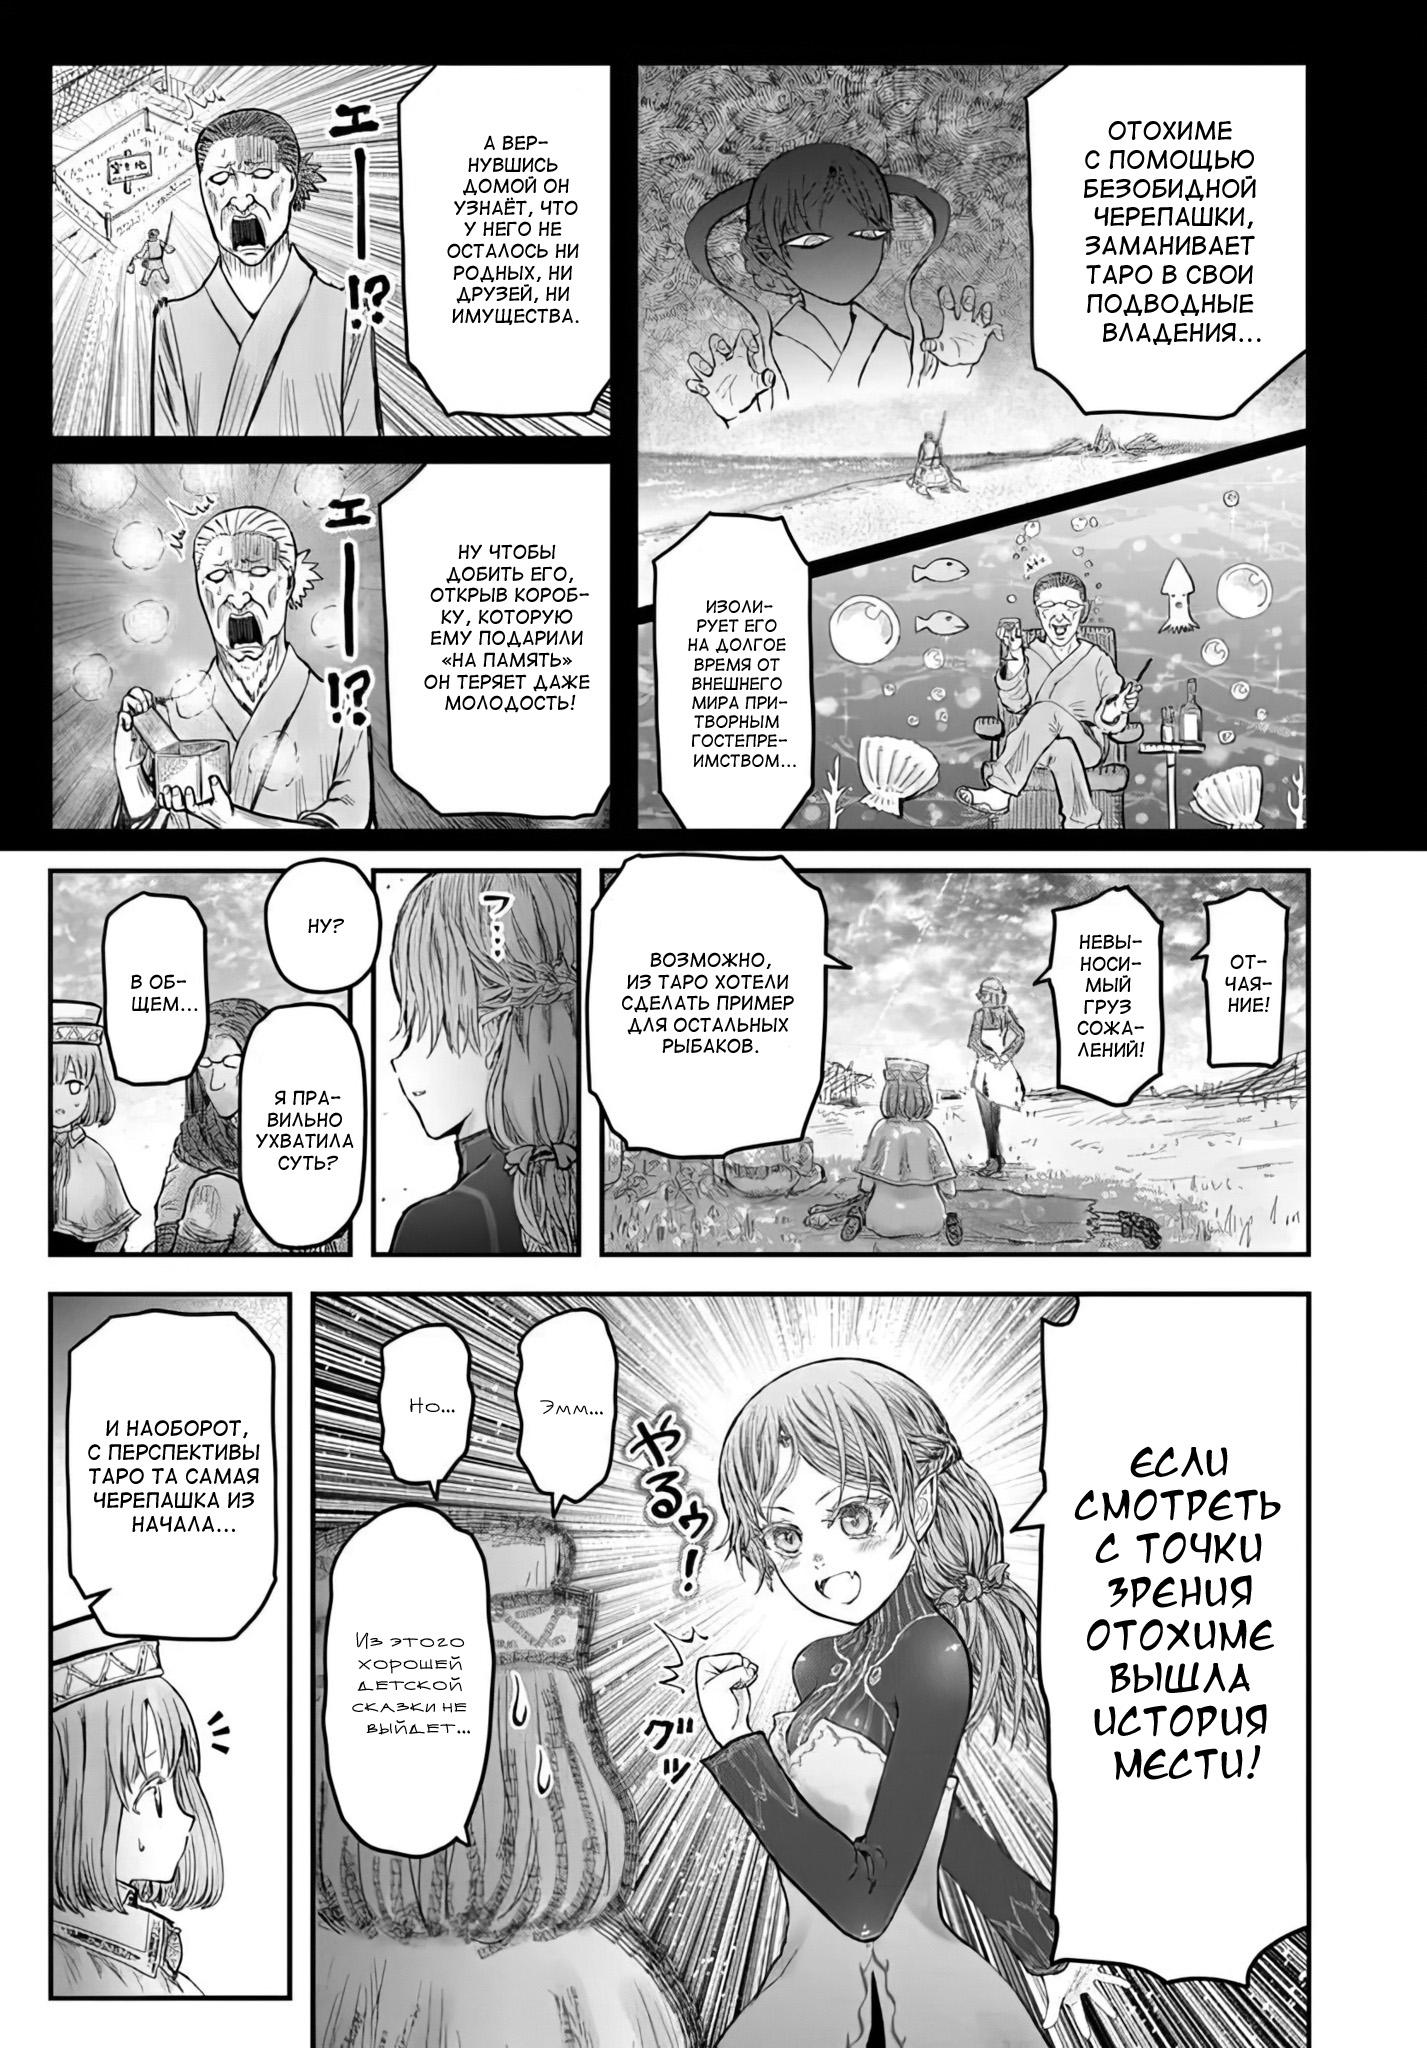 ОТОХИМЕ
С ПОМОЩЬЮ
БЕЗОБИДНОЙ
ЧЕРЕПАШКИ,
ЗАМАНИВАЕТ
ТАРО В СВОИ
ПОДВОДНЫЕ
ВЛАДЕНИЯ...
ИЗОЛИ-
РУЕТ ЕГО
НА ДОЛГОЕ
ВРЕМЯ ОТ
ВНЕШНЕГО
МИРА ПРИ-
ТВОРНЫМ
ГОСТЕПРЕ-
ИМСТВОМ...
А ВЕР-
НУВШИСЬ
ДОМОЙ ОН
УЗНАЁТ, ЧТО
У НЕГО НЕ
ОСТАЛОСЬ НИ
РОДНЫХ, НИ
ДРУЗЕЙ, НИ
ИМУЩЕСТВА.
エーー!?
НУ ЧТОБЫ
ДОБИТЬ ЕГО,
ОТКРЫВ КОРОБ-
КУ, КОТОРУЮ
ЕМУ ПОДАРИЛИ
«НА ПАМЯТЬ»
ОН ТЕРЯЕТ ДАЖЕ
МОЛОДОСТЬ!
エーー!?
ОТ-
ЧАЯ-
НИЕ!
НЕВЫ-
НОСИ-
МЫЙ
ГРУЗ
СОЖА-
ЛЕНИЙ!
ВОЗМОЖНО,
ИЗ ТАРО ХОТЕЛИ
СДЕЛАТЬ ПРИМЕР
ДЛЯ ОСТАЛЬНЫХ
РЫБАКОВ.
НУ?
Я ПРА-
ВИЛЬНО
УХВАТИЛА
СУТЬ?
В ОБ-
ЩЕМ...
ЕСЛИ
СМОТРЕТЬ
С ТОЧКИ
ЗРЕНИЯ
ОТОХИМЕ
ВЫШЛА
ИСТОРИЯ
МЕСТИ!
やるゥ!
グッ
Эмм...
Но...
Из этого
хорошей
детской
сказки не
выйдет...
И НАОБОРОТ,
С ПЕРСПЕКТИВЫ
ТАРО ТА САМАЯ
ЧЕРЕПАШКА ИЗ
НАЧАЛА...